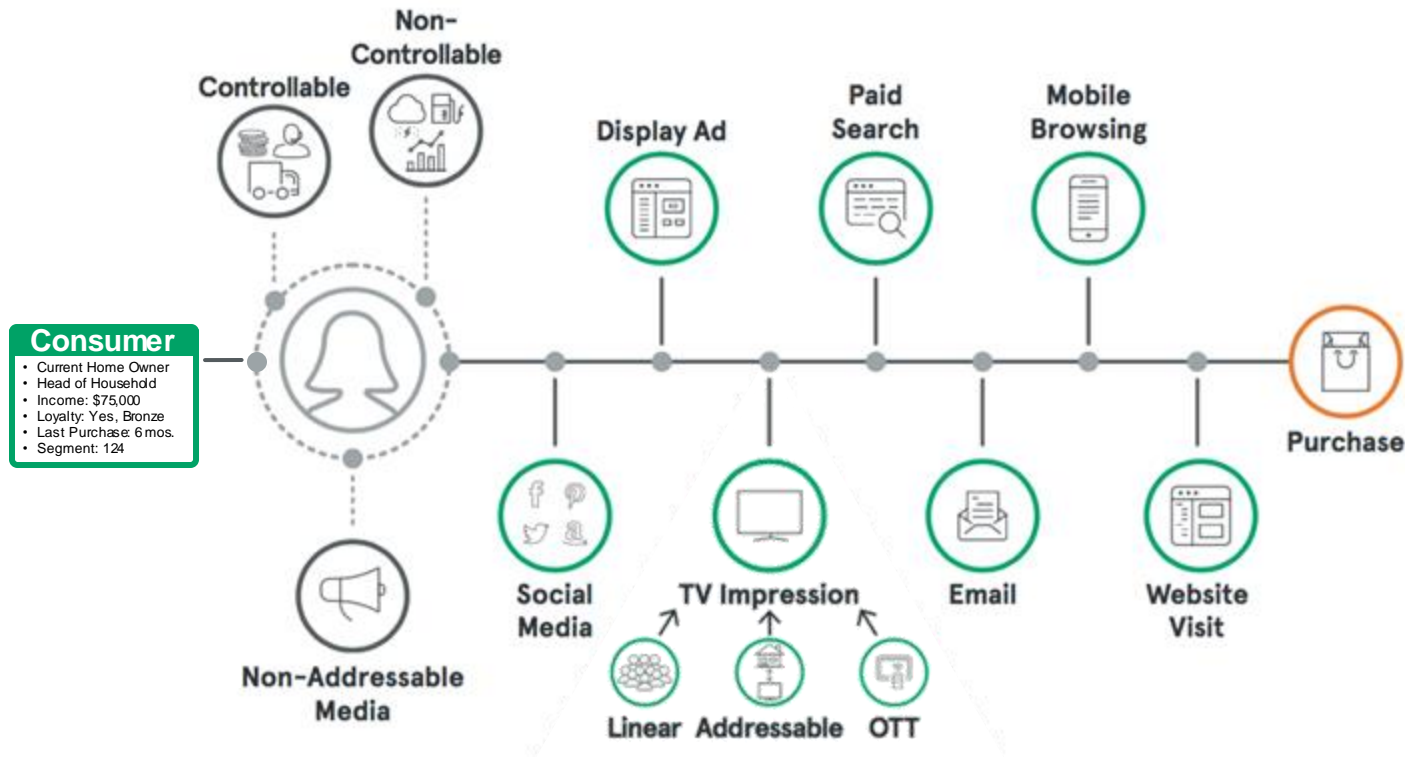 Non-
Controllable
Controllable
Display Ad
Paid
Search
Mobile
Browsing
Consumer
• Current Home Owner
• Head of Household
• Income: $75,000
• Loyalty: Yes, Bronze
• Last Purchase: 6 mos.
• Segment: 124
Purchase
Social
Media
TV Impression
Email
Website
Visit
Non-Addressable
Media
Linear
Addressable
OTT